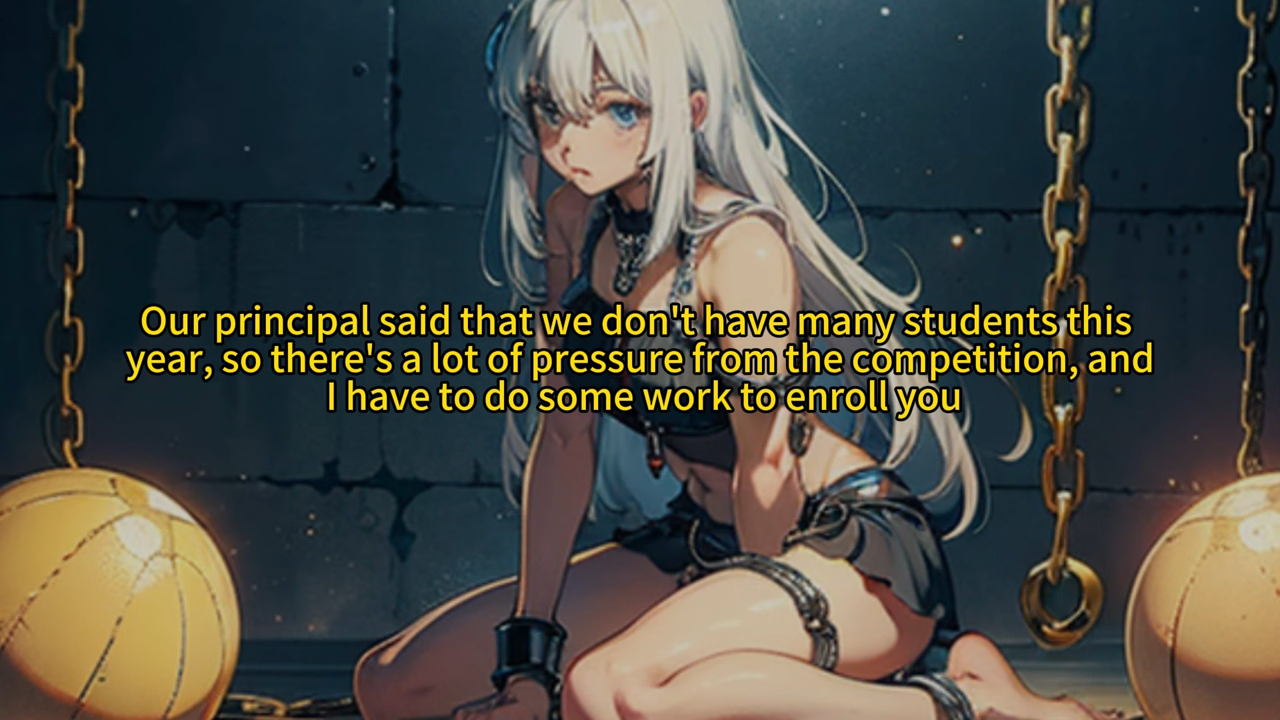 Our principal said that we don't have many students this
year, so there's a lot of pressure from the competition, and
I have to do some work to enroll you